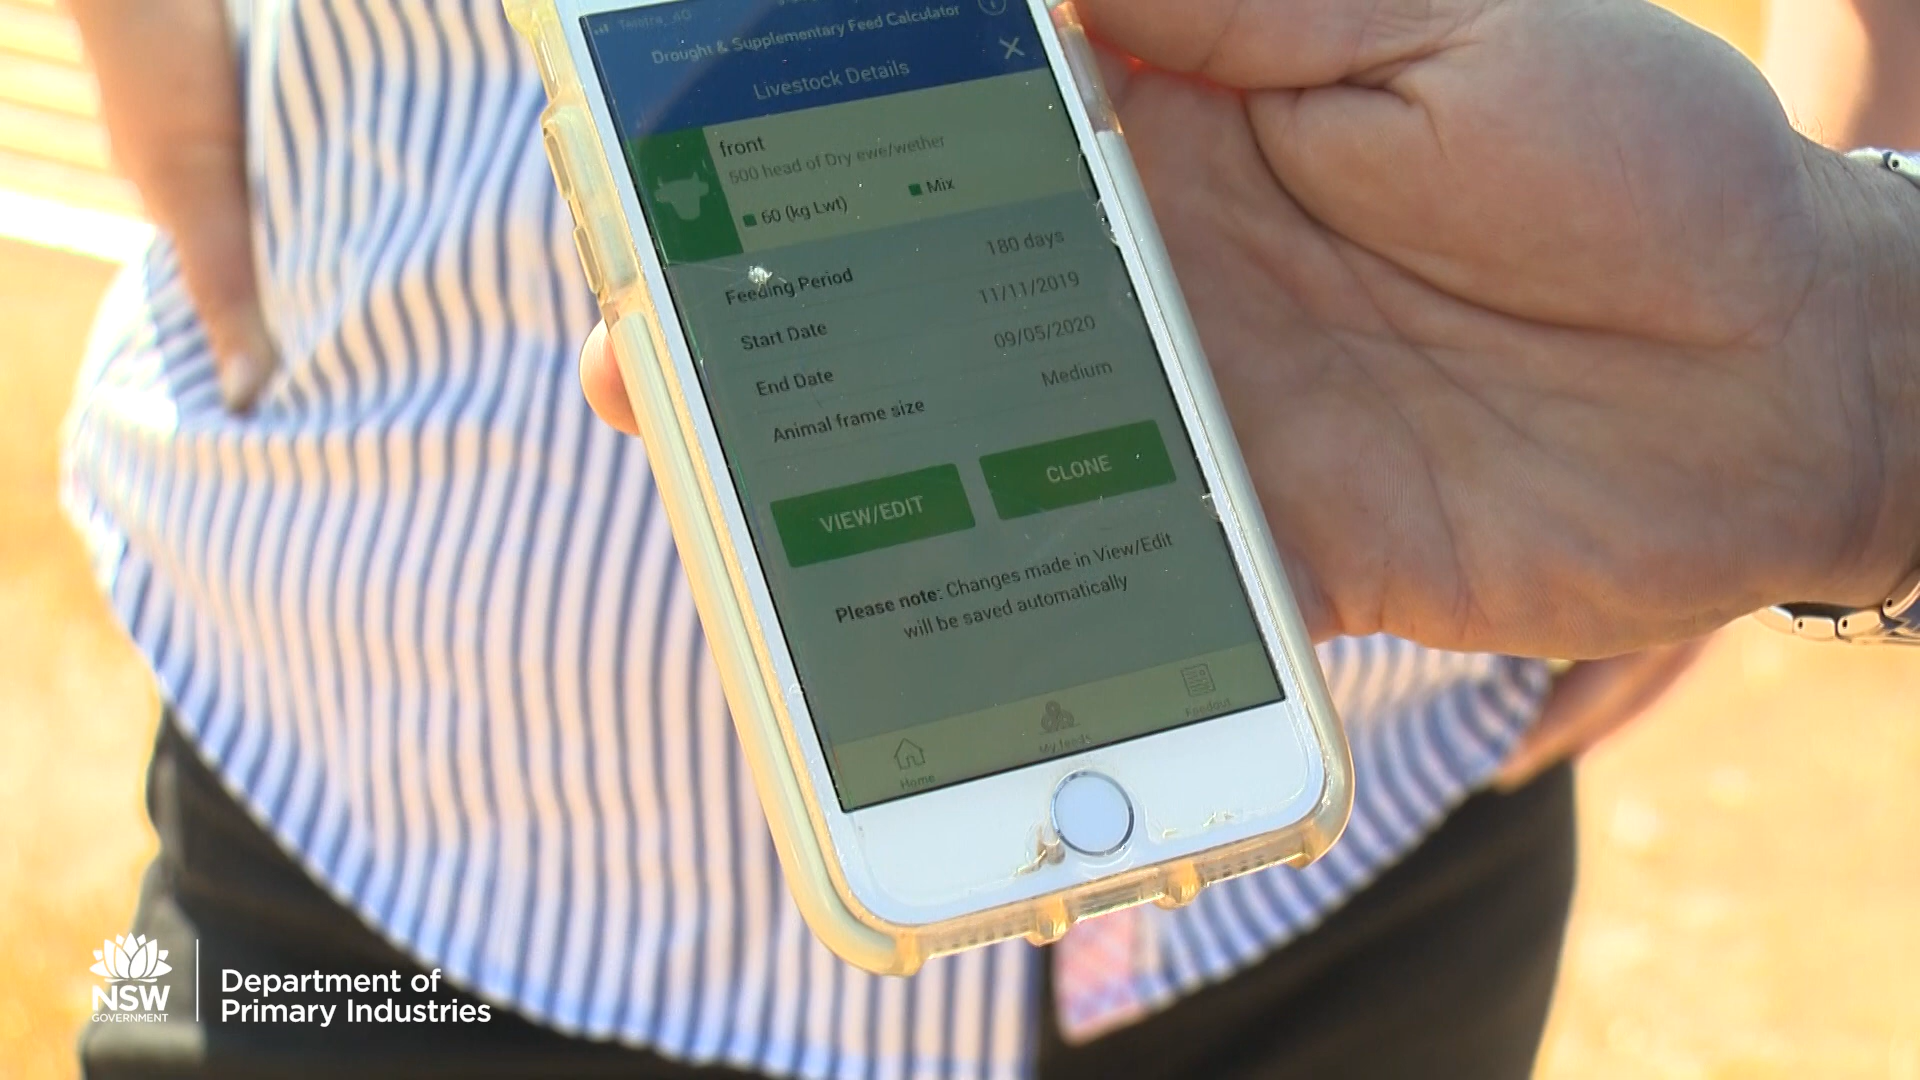 Telstra_4G
Drought & Supplementary Feed Calculator
Livestock Details
front
500 head of Dry ewe/wether
60 (kg Lwt)
Mix
Feeding Period
180 days
Start Date
11/11/2019
End Date
09/05/2020
Animal frame size
Medium
VIEW/EDIT
CLONE
Please note: Changes made in View/Edit
will be saved automatically
Home
My feeds
Feedout
NSW
GOVERNMENT
Department of
Primary Industries